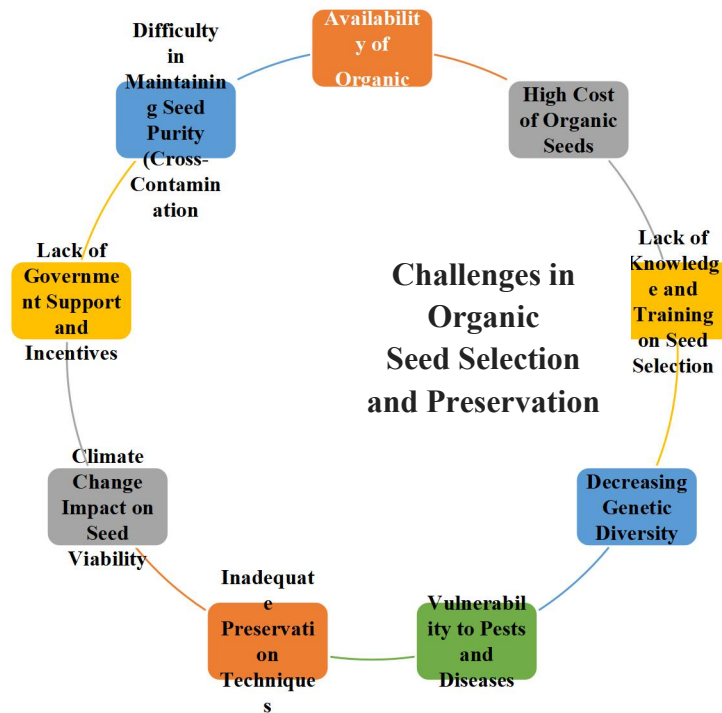 Availabilit
y of
Organic
High Cost
of Organic
Seeds
Lack of
Knowledg
e and
Training
on Seed
Selection
Decreasing
Genetic
Diversity
Vulnerabil
ity to Pests
and
Diseases
Inadequat
e
Preservati
on
Technique
s
Climate
Change
Impact on
Seed
Viability
Lack of
Governme
nt Support
and
Incentives
Difficulty
in
Maintainin
g Seed
Purity
(Cross-
Contamin
ation
Challenges in
Organic
Seed Selection
and Preservation